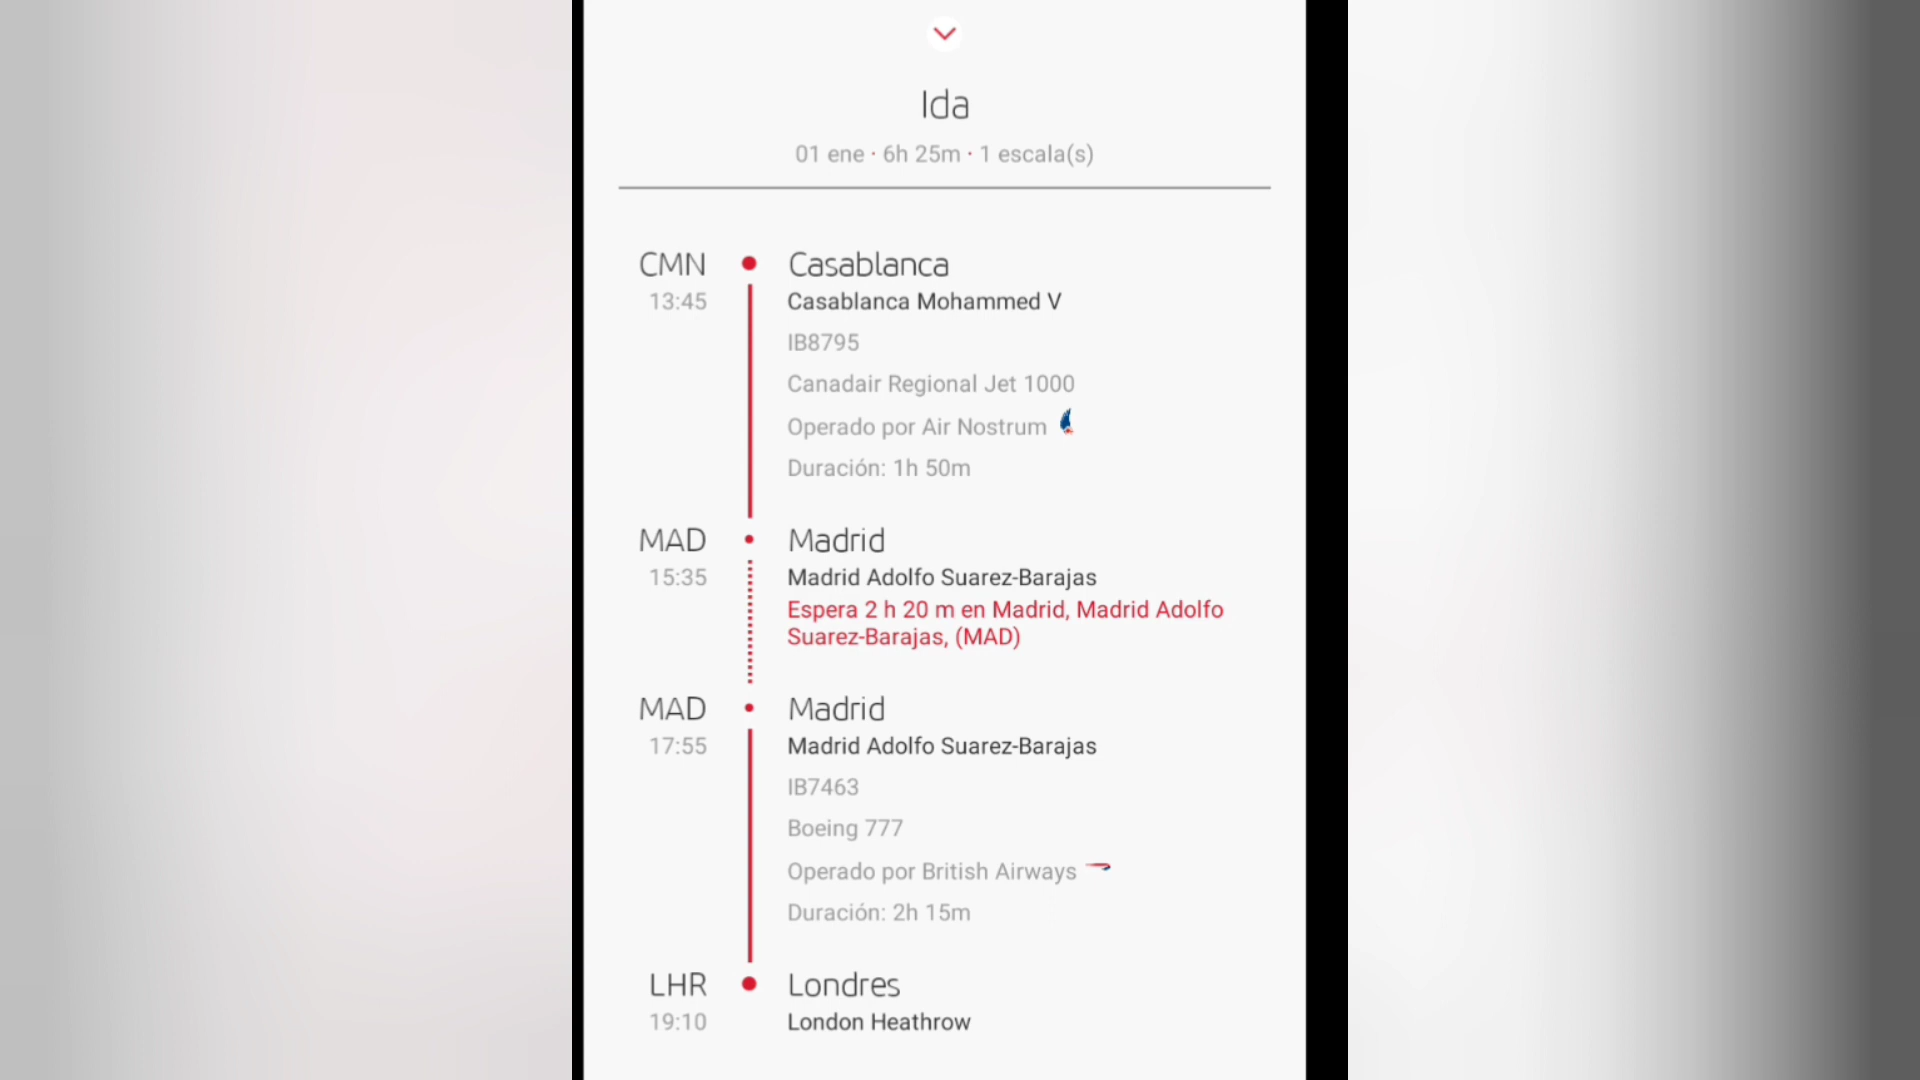 Ida
01 ene · 6h 25m · 1 escala(s)
CMN Casablanca
13:45 Casablanca Mohammed V
IB8795
Canadair Regional Jet 1000
Operado por Air Nostrum
Duración: 1h 50m
MAD Madrid
15:35 Madrid Adolfo Suarez-Barajas
Espera 2 h 20 m en Madrid, Madrid Adolfo
Suarez-Barajas, (MAD)
MAD Madrid
17:55 Madrid Adolfo Suarez-Barajas
IB7463
Boeing 777
Operado por British Airways
Duración: 2h 15m
LHR Londres
19:10 London Heathrow